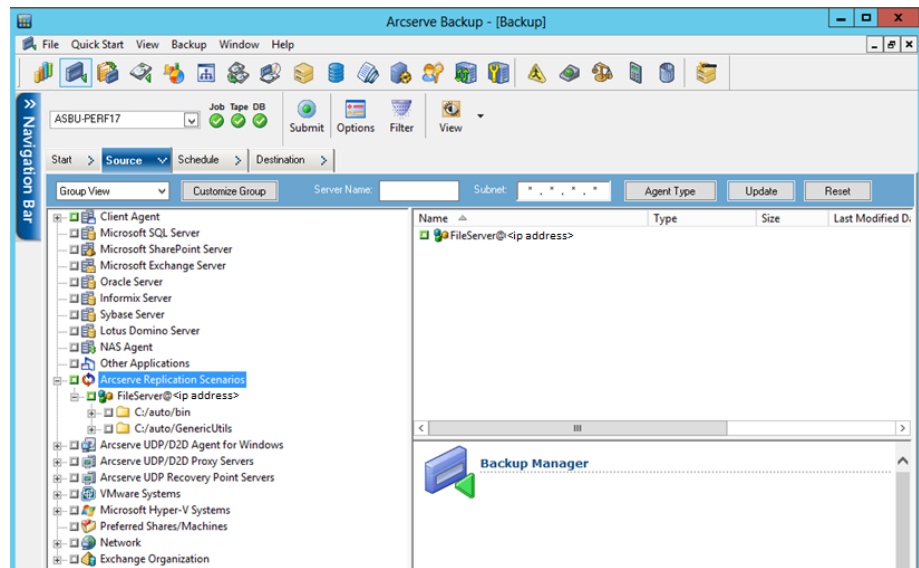 Arcserve Backup - [Backup]
File Quick Start View Backup Window Help
Navigation Bar
ASBU-PERF17
Job Tape DB
Submit Options Filter View
Start Source Schedule Destination
Group View Customize Group Server Name: Subnet: * . * . * . * Agent Type Update Reset
Client Agent
Microsoft SQL Server
Microsoft SharePoint Server
Microsoft Exchange Server
Oracle Server
Informix Server
Sybase Server
Lotus Domino Server
NAS Agent
Other Applications
Arcserve Replication Scenarios
FileServer@<ip address>
C:/auto/bin
C:/auto/GenericUtils
Arcserve UDP/D2D Agent for Windows
Arcserve UDP/D2D Proxy Servers
Arcserve UDP Recovery Point Servers
VMware Systems
Microsoft Hyper-V Systems
Preferred Shares/Machines
Network
Exchange Organization
Name Type Size Last Modified D
FileServer@<ip address>
Backup Manager